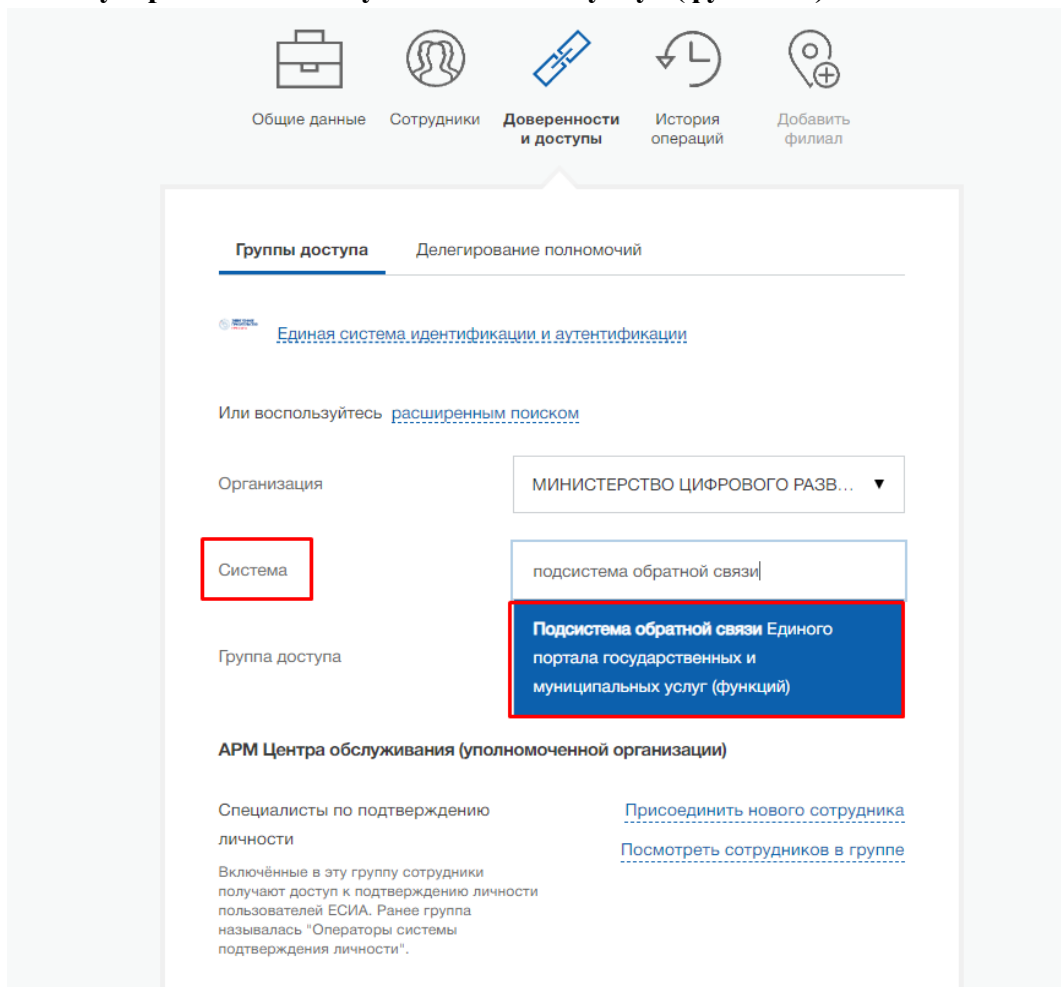 Общие данные
Сотрудники
Доверенности
и доступы
История
операций
Добавить
филиал
Группы доступа
Делегирование полномочий
Единая система идентификации и аутентификации
Или воспользуйтесь расширенным поиском
Организация
МИНИСТЕРСТВО ЦИФРОВОГО РАЗВ... ▼
Система
подсистема обратной связи
Группа доступа
Подсистема обратной связи Единого
портала государственных и
муниципальных услуг (функций)
АРМ Центра обслуживания (уполномоченной организации)
Специалисты по подтверждению
личности
Присоединить нового сотрудника
Посмотреть сотрудников в группе
Включённые в эту группу сотрудники
получают доступ к подтверждению личности
пользователей ЕСИА. Ранее группа
называлась "Операторы системы
подтверждения личности".